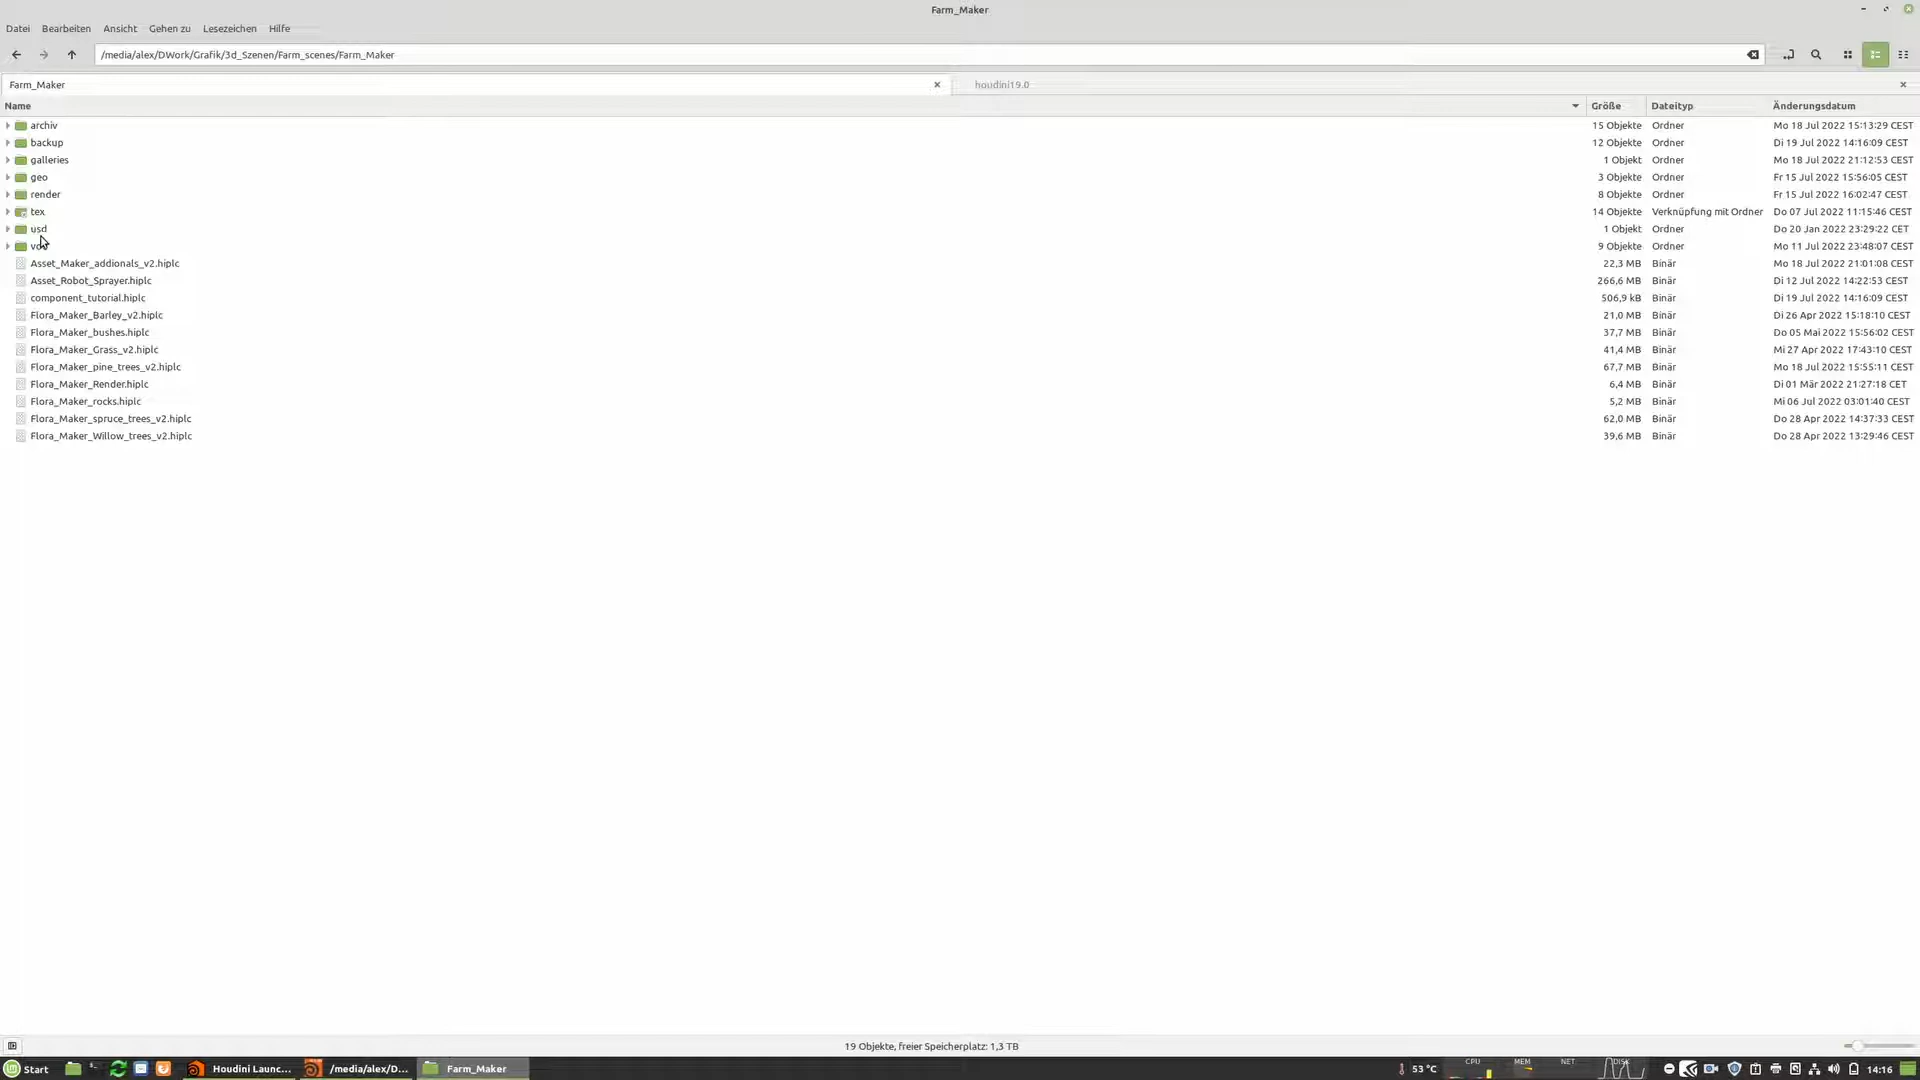 Farm_Maker
Datei Bearbeiten Ansicht Gehen zu Lesezeichen Hilfe
/media/alex/DWork/Grafik/3d_Szenen/Farm_scenes/Farm_Maker
Farm_Maker houdini19.0
Name Größe Dateityp Änderungsdatum
archiv 15 Objekte Ordner Mo 18 Jul 2022 15:13:29 CEST
backup 12 Objekte Ordner Di 19 Jul 2022 14:16:09 CEST
galleries 1 Objekt Ordner Mo 18 Jul 2022 21:12:53 CEST
geo 3 Objekte Ordner Fr 15 Jul 2022 15:56:05 CEST
render 8 Objekte Ordner Fr 15 Jul 2022 16:02:47 CEST
tex 14 Objekte Verknüpfung mit Ordner Do 07 Jul 2022 11:15:46 CEST
usd 1 Objekt Ordner Do 20 Jan 2022 23:29:22 CET
9 Objekte Ordner Mo 11 Jul 2022 23:48:07 CEST
Asset_Maker_addionals_v2.hiplc 22,3 MB Binär Mo 18 Jul 2022 21:01:08 CEST
Asset_Robot_Sprayer.hiplc 266,6 MB Binär Di 12 Jul 2022 14:22:53 CEST
component_tutorial.hiplc 506,9 kB Binär Di 19 Jul 2022 14:16:09 CEST
Flora_Maker_Barley_v2.hiplc 21,0 MB Binär Di 26 Apr 2022 15:18:10 CEST
Flora_Maker_bushes.hiplc 37,7 MB Binär Do 05 Mai 2022 15:56:02 CEST
Flora_Maker_Grass_v2.hiplc 41,4 MB Binär Mi 27 Apr 2022 17:43:10 CEST
Flora_Maker_pine_trees_v2.hiplc 67,7 MB Binär Mo 18 Jul 2022 15:55:11 CEST
Flora_Maker_Render.hiplc 6,4 MB Binär Di 01 Mär 2022 21:27:18 CET
Flora_Maker_rocks.hiplc 5,2 MB Binär Mi 06 Jul 2022 03:01:40 CEST
Flora_Maker_spruce_trees_v2.hiplc 62,0 MB Binär Do 28 Apr 2022 14:37:33 CEST
Flora_Maker_Willow_trees_v2.hiplc 39,6 MB Binär Do 28 Apr 2022 13:29:46 CEST
19 Objekte, freier Speicherplatz: 1,3 TB
Start Houdini Launc... /media/alex/D... Farm_Maker 53 °C CPU MEM NET DISK 14:16